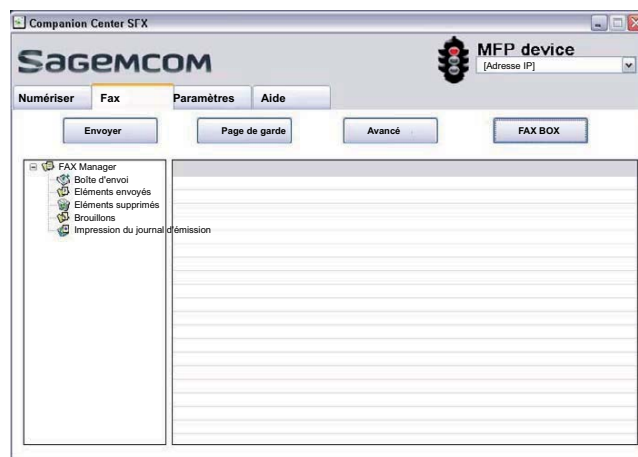 Companion Center SFX
Sagemcom
MFP device
[Adresse IP]
Numériser Fax Paramètres Aide
Envoyer Page de garde Avancé FAX BOX
FAX Manager
Boîte d'envoi
Eléments envoyés
Eléments supprimés
Brouillons
Impression du journal d'émission